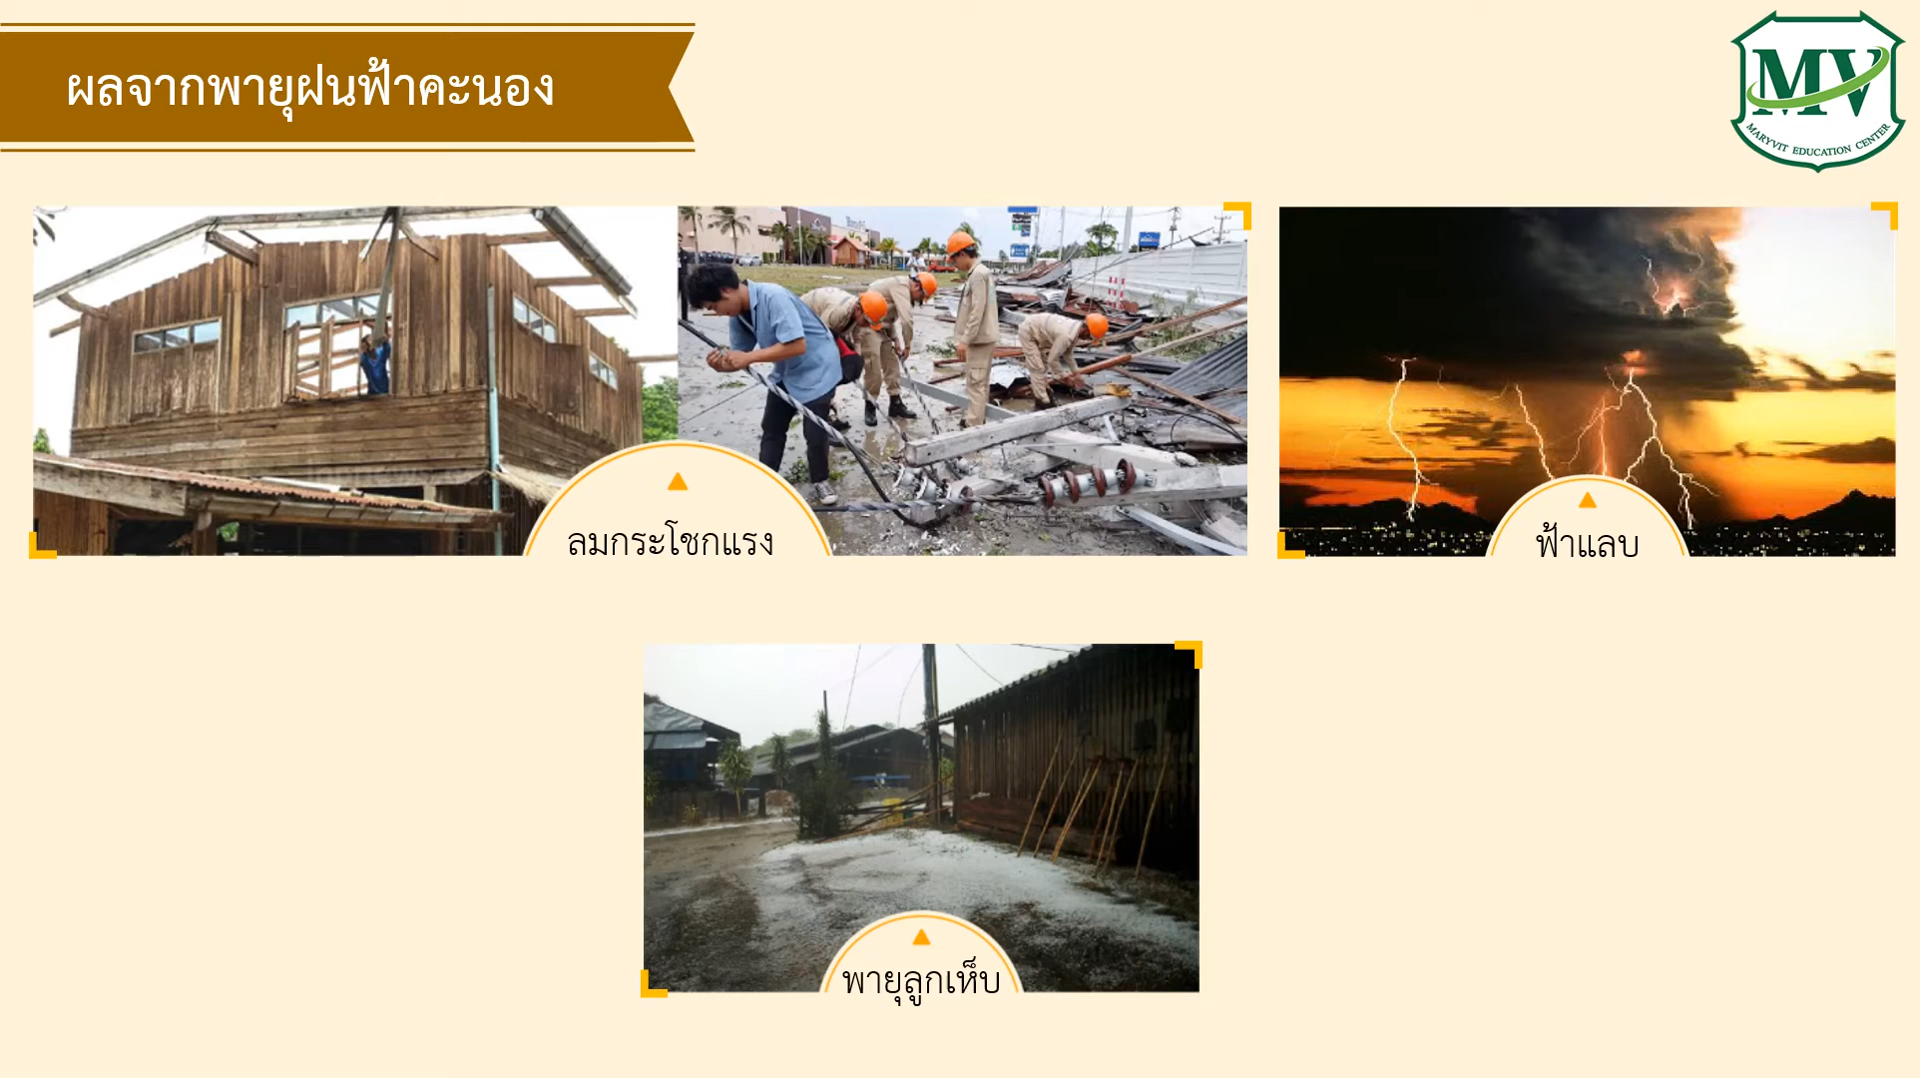 ผลจากพายุฝนฟ้าคะนอง
MV
MARYVIT EDUCATION CENTER
ลมกระโชกแรง
ฟ้าแลบ
พายุลูกเห็บ